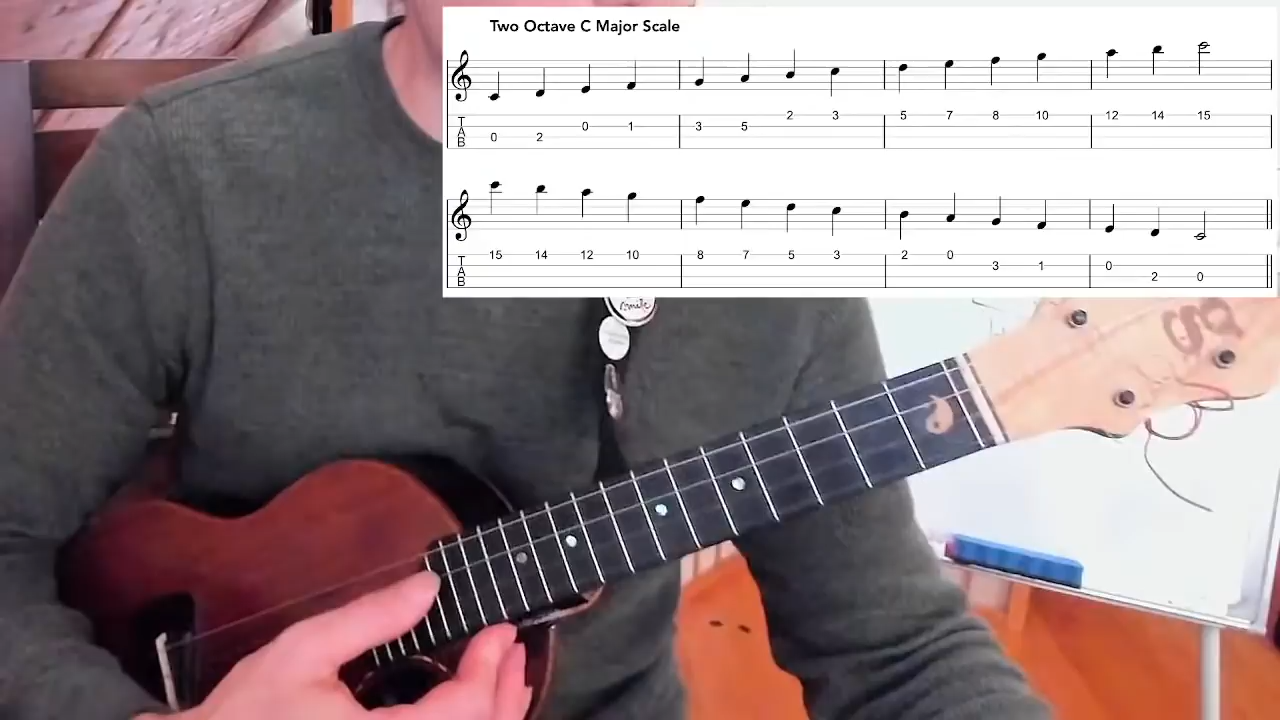 Two Octave C Major Scale
0 2 0 1 3 5 2 3 5 7 8 10 12 14 15
T
A
B
15 14 12 10 8 7 5 3 2 0 3 1 0 2 0
T
A
B
smile